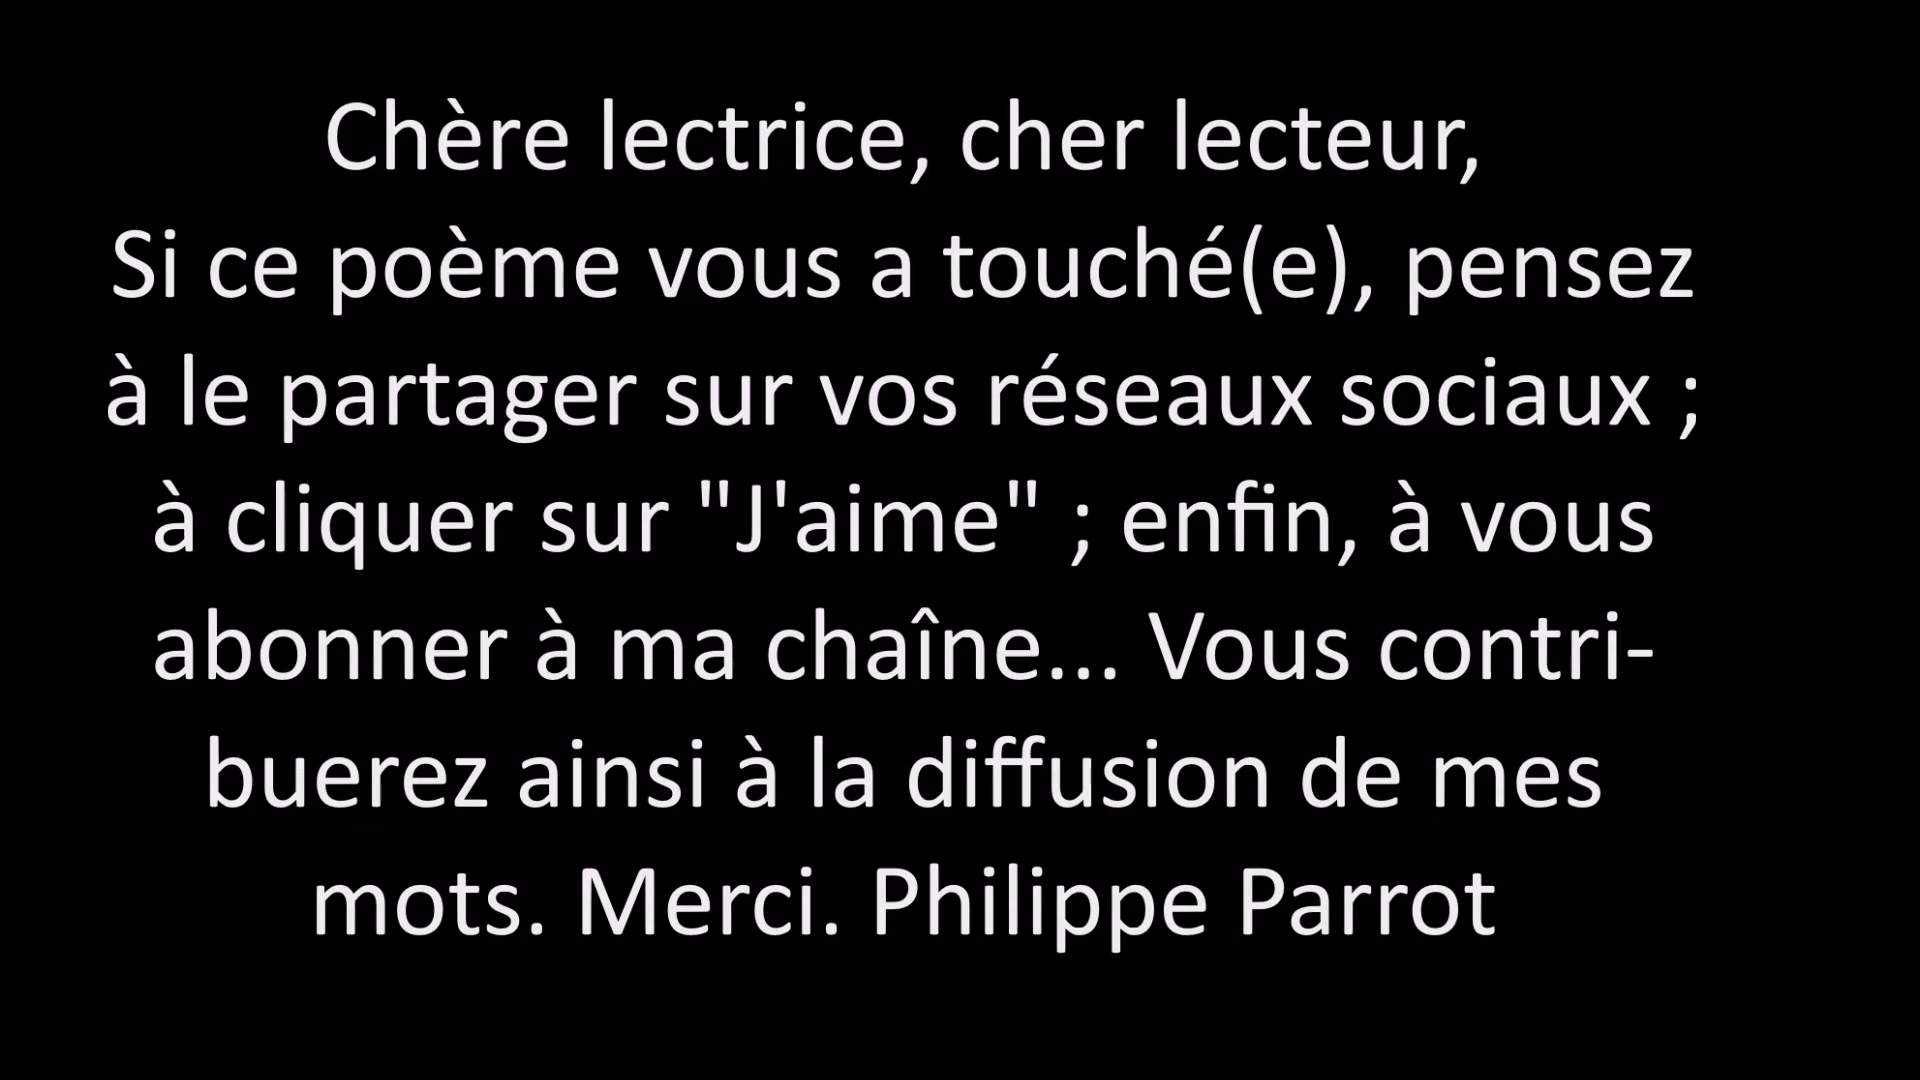 Chère lectrice, cher lecteur,
Si ce poème vous a touché(e), pensez
à le partager sur vos réseaux sociaux ;
à cliquer sur "J'aime" ; enfin, à vous
abonner à ma chaîne... Vous contri-
buerez ainsi à la diffusion de mes
mots. Merci. Philippe Parrot